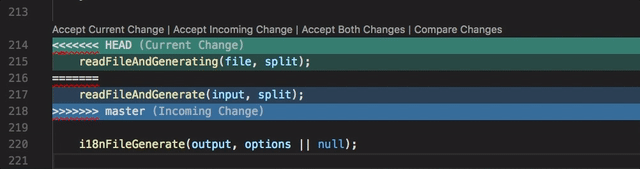 213
Accept Current Change | Accept Incoming Change | Accept Both Changes | Compare Changes
214 <<<<<<< HEAD (Current Change)
215 readFileAndGenerating(file, split);
216 =======
217 readFileAndGenerate(input, split);
218 >>>>>>> master (Incoming Change)
219
220 i18nFileGenerate(output, options || null);
221